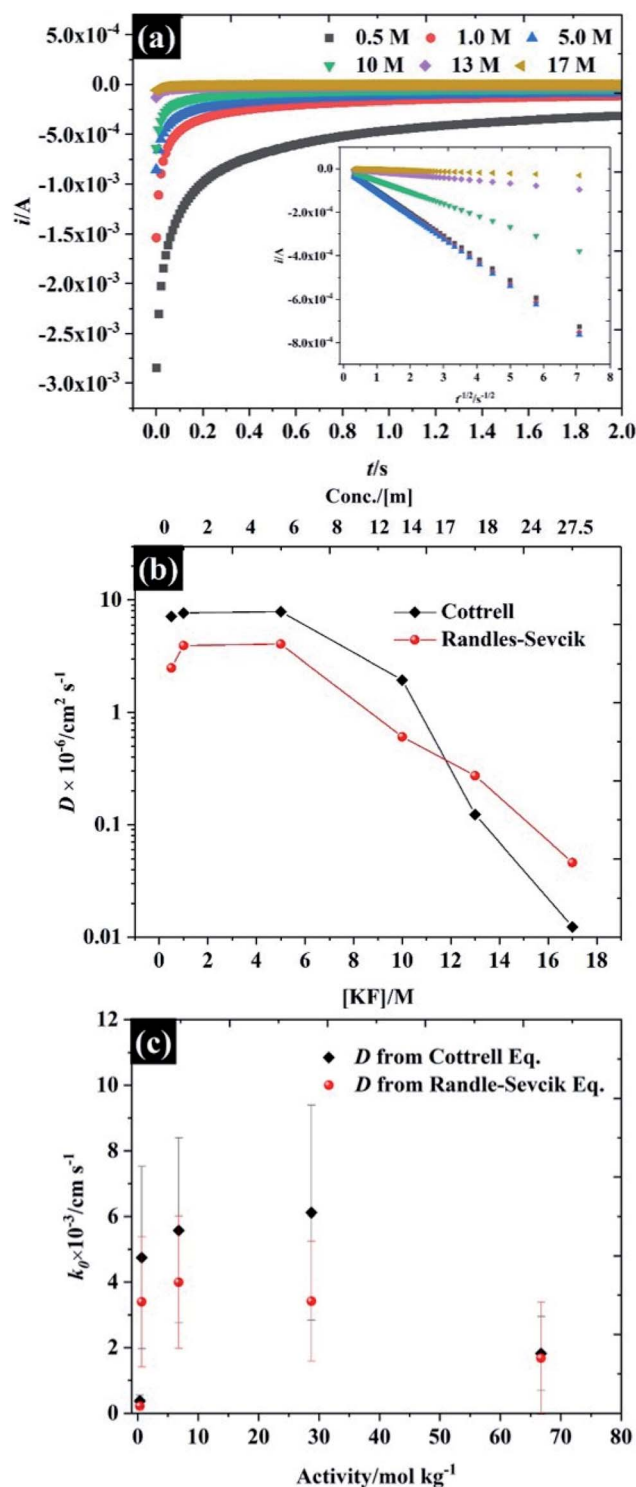 (a)
5.0x10⁻⁴
0.0
-5.0x10⁻⁴
-1.0x10⁻³
-1.5x10⁻³
-2.0x10⁻³
-2.5x10⁻³
-3.0x10⁻³
i/A
0.5 M 1.0 M 5.0 M
10 M 13 M 17 M
0.0
-2.0x10⁻⁴
-4.0x10⁻⁴
-6.0x10⁻⁴
-8.0x10⁻⁴
i/A
0 1 2 3 4 5 6 7 8
t⁻¹/²/s⁻¹/²
0.0 0.2 0.4 0.6 0.8 1.0 1.2 1.4 1.6 1.8 2.0
t/s
Conc./[m]
0 2 4 6 8 10 12 14 17 18 24 27.5
(b)
Cottrell
Randles-Sevcik
10
1
0.1
0.01
D × 10⁻⁶/cm² s⁻¹
0 2 4 6 8 10 12 14 16 18
[KF]/M
(c)
D from Cottrell Eq.
D from Randle-Sevcik Eq.
12
10
8
6
4
2
0
k₀×10⁻³/cm s⁻¹
0 10 20 30 40 50 60 70 80
Activity/mol kg⁻¹